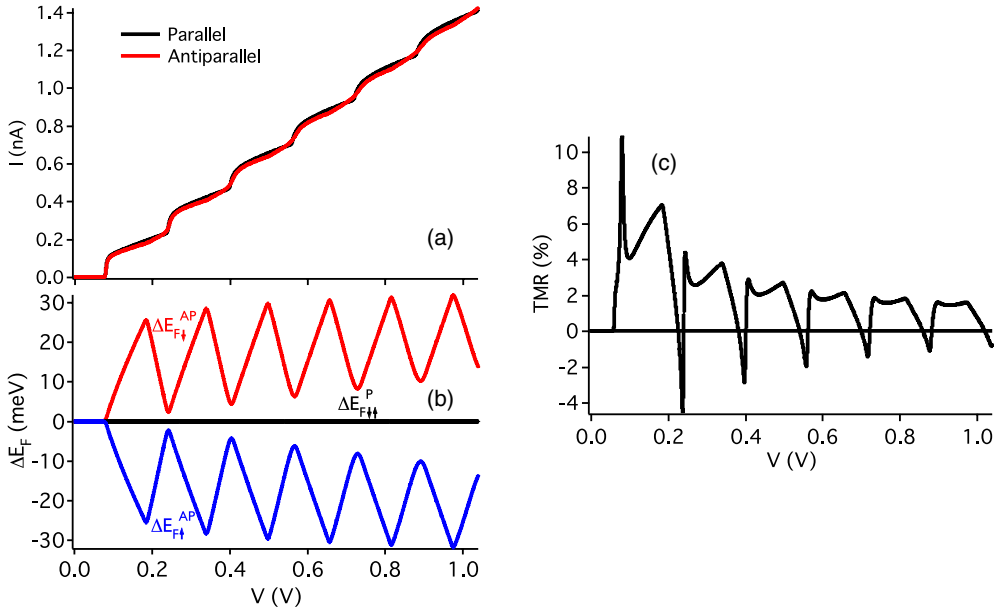 1.4
1.2
1.0
0.8
0.6
0.4
0.2
0.0
I (nA)
Parallel
Antiparallel
(a)
30
20
10
0
-10
-20
-30
ΔE_F (meV)
ΔE_F↓^AP
ΔE_F↓↑^P
(b)
ΔE_F↑^AP
0.0 0.2 0.4 0.6 0.8 1.0
V (V)
10
8
6
4
2
0
-2
-4
TMR (%)
(c)
0.0 0.2 0.4 0.6 0.8 1.0
V (V)